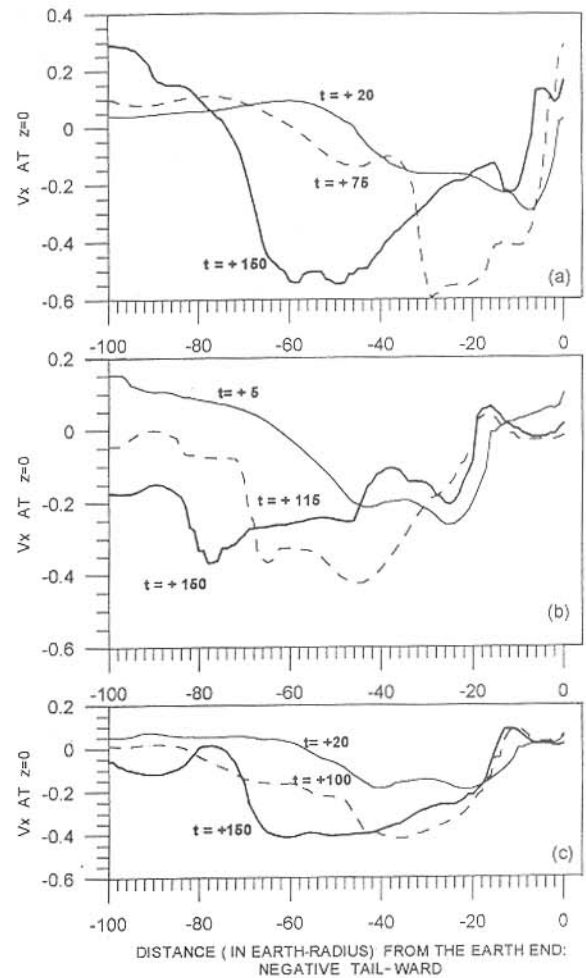 0.4
0.2
0
-0.2
-0.4
-0.6
Vx AT z=0
t = + 20
t = + 75
t = + 150
(a)
-100 -80 -60 -40 -20 0
0.2
0
-0.2
-0.4
-0.6
Vx AT z=0
t= + 5
t = + 115
t = + 150
(b)
-100 -80 -60 -40 -20 0
0.2
0
-0.2
-0.4
-0.6
Vx AT z=0
t= +20
t= +100
t = +150
(c)
-100 -80 -60 -40 -20 0
DISTANCE ( IN EARTH-RADIUS) FROM THE EARTH END:
NEGATIVE TAIL-WARD